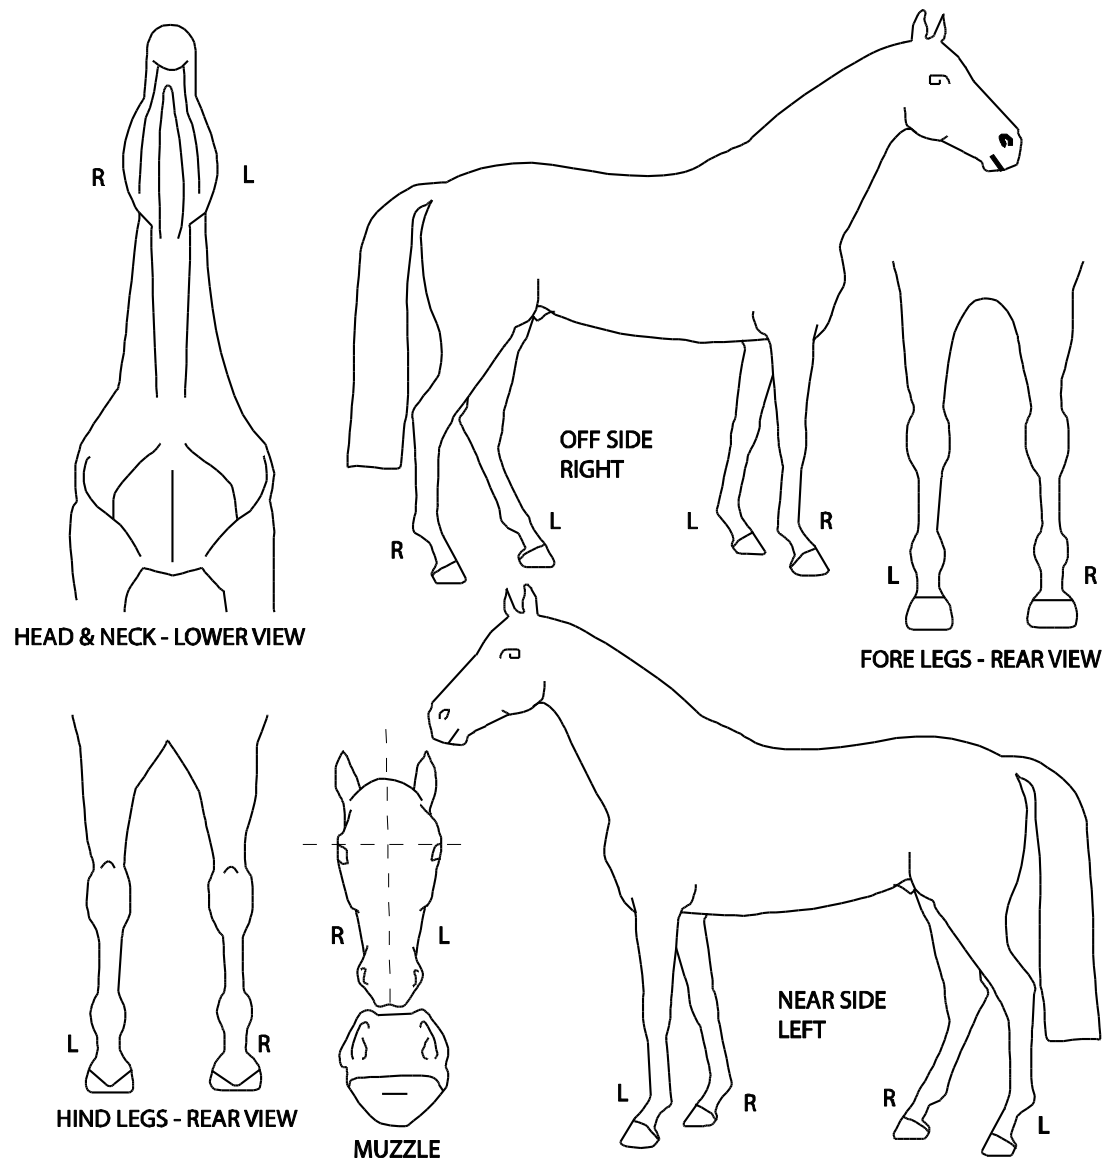 R L
HEAD & NECK - LOWER VIEW
OFF SIDE
RIGHT
R L L R
L R
FORE LEGS - REAR VIEW
L R
HIND LEGS - REAR VIEW
R L
MUZZLE
NEAR SIDE
LEFT
L R R L